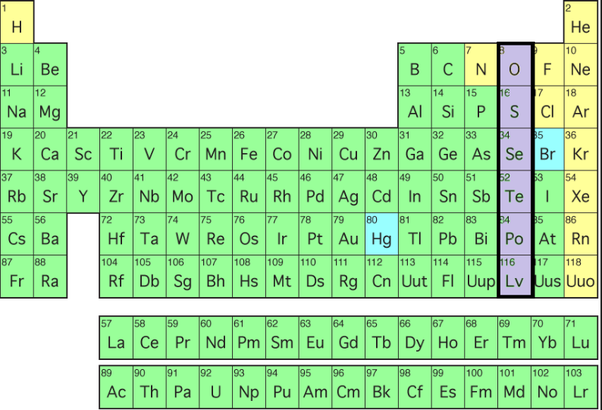 1 2
H He
3 4 5 6 7 8 9 10
Li Be B C N O F Ne
11 12 13 14 15 16 17 18
Na Mg Al Si P S Cl Ar
19 20 21 22 23 24 25 26 27 28 29 30 31 32 33 34 35 36
K Ca Sc Ti V Cr Mn Fe Co Ni Cu Zn Ga Ge As Se Br Kr
37 38 39 40 41 42 43 44 45 46 47 48 49 50 51 52 53 54
Rb Sr Y Zr Nb Mo Tc Ru Rh Pd Ag Cd In Sn Sb Te I Xe
55 56 72 73 74 75 76 77 78 79 80 81 82 83 84 85 86
Cs Ba Hf Ta W Re Os Ir Pt Au Hg Tl Pb Bi Po At Rn
87 88 104 105 106 107 108 109 110 111 112 113 114 115 116 117 118
Fr Ra Rf Db Sg Bh Hs Mt Ds Rg Cn Uut Fl Uup Lv Uus Uuo
57 58 59 60 61 62 63 64 65 66 67 68 69 70 71
La Ce Pr Nd Pm Sm Eu Gd Tb Dy Ho Er Tm Yb Lu
89 90 91 92 93 94 95 96 97 98 99 100 101 102 103
Ac Th Pa U Np Pu Am Cm Bk Cf Es Fm Md No Lr